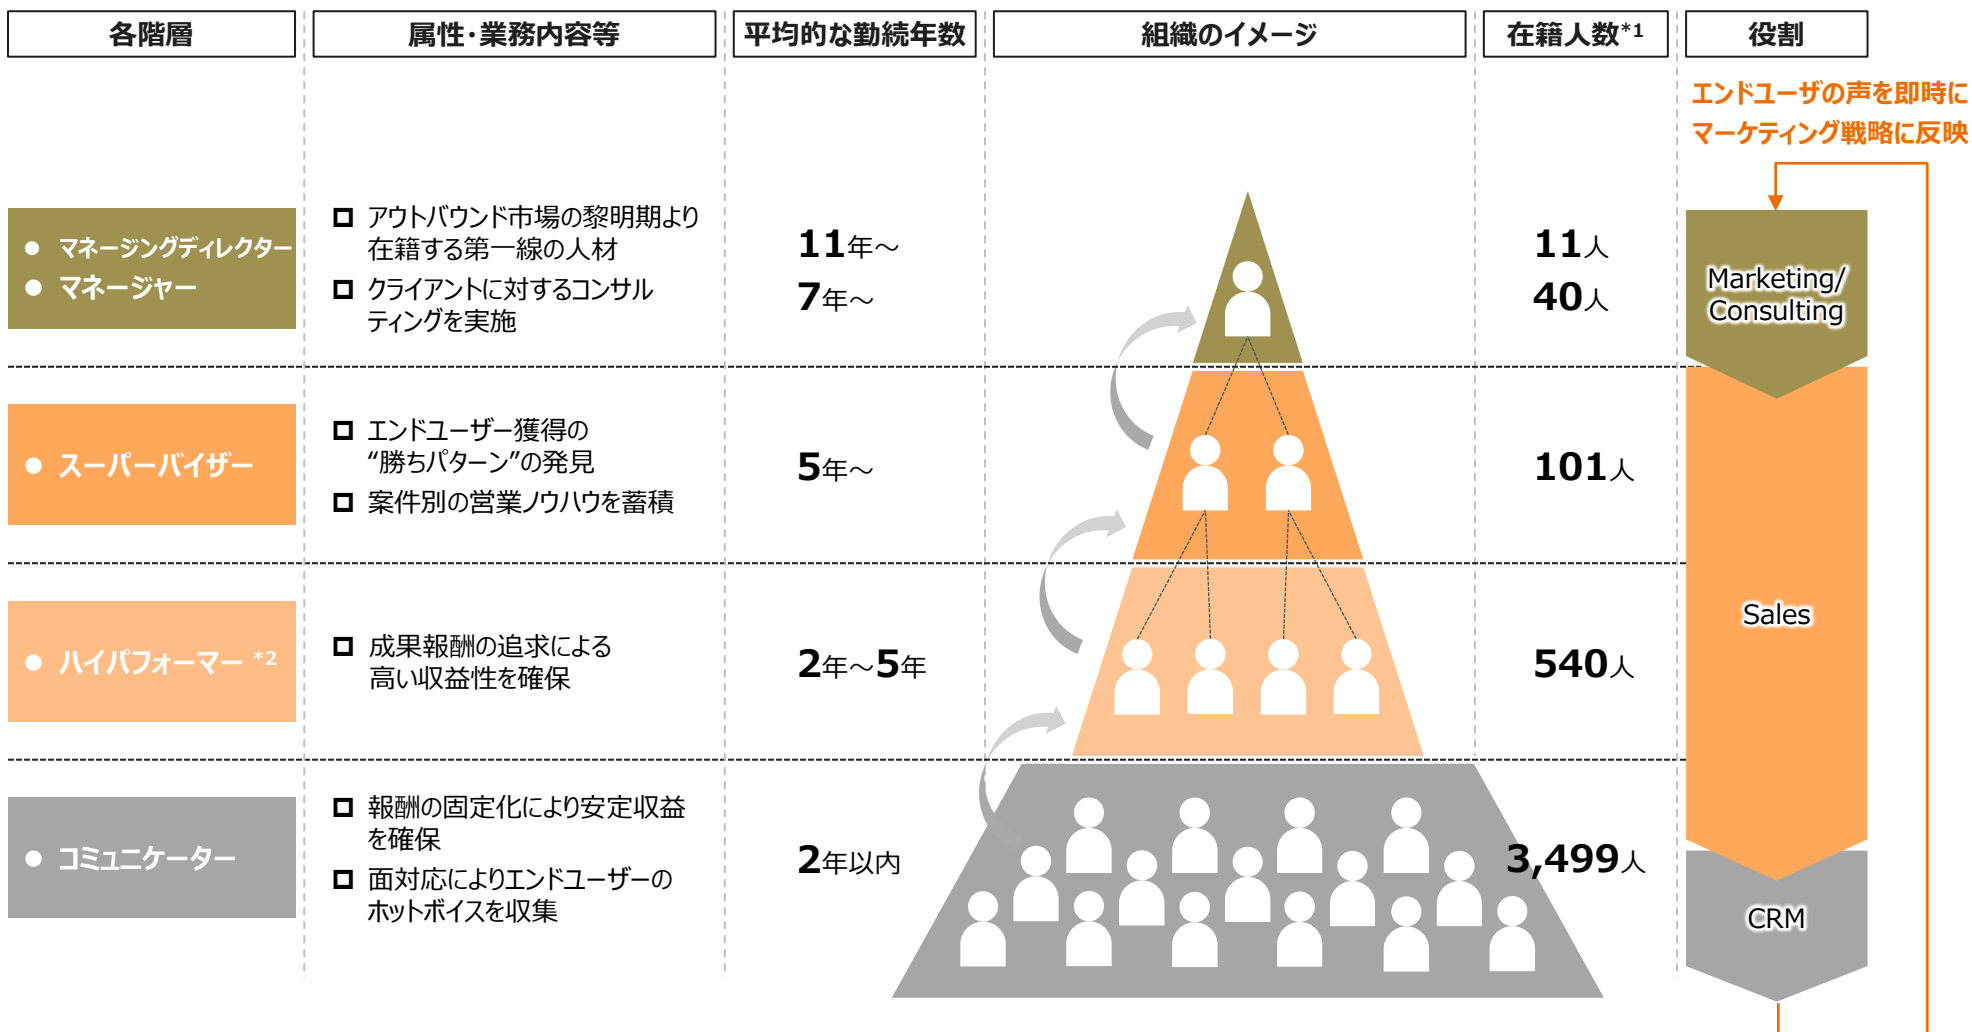 各階層
属性・業務内容等
平均的な勤続年数
組織のイメージ
在籍人数*1
役割
エンドユーザの声を即時に
マーケティング戦略に反映
● マネージングディレクター
● マネージャー
アウトバウンド市場の黎明期より
在籍する第一線の人材
クライアントに対するコンサル
ティングを実施
11年～
7年～
11人
40人
Marketing/
Consulting
● スーパーバイザー
エンドユーザー獲得の
“勝ちパターン”の発見
案件別の営業ノウハウを蓄積
5年～
101人
Sales
● ハイパフォーマー *2
成果報酬の追求による
高い収益性を確保
2年～5年
540人
● コミュニケーター
報酬の固定化により安定収益
を確保
面対応によりエンドユーザーの
ホットボイスを収集
2年以内
3,499人
CRM